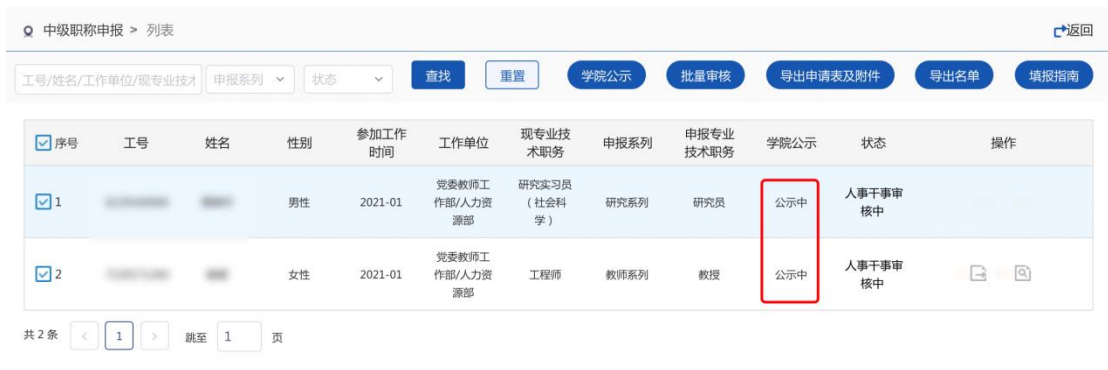 中级职称申报 > 列表
返回
工号/姓名/工作单位/现专业技术
申报系列
状态
查找
重置
学院公示
批量审核
导出申请表及附件
导出名单
填报指南
序号
工号
姓名
性别
参加工作
时间
工作单位
现专业技
术职务
申报系列
申报专业
技术职务
学院公示
状态
操作
1
男性
2021-01
党委教师工
作部/人力资
源部
研究实习员
(社会科
学)
研究系列
研究员
公示中
人事干事审
核中
2
女性
2021-01
党委教师工
作部/人力资
源部
工程师
教师系列
教授
公示中
人事干事审
核中
共 2 条
<
1
>
跳至
1
页